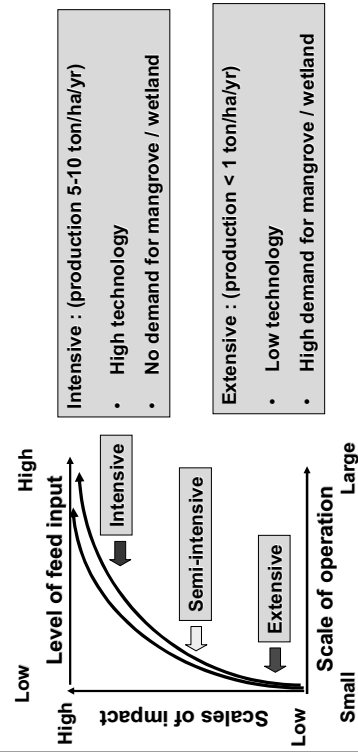 Low
High
Level of feed input
High
Scales of impact
Low
Intensive
Semi-intensive
Extensive
Scale of operation
Small
Large
Intensive : (production 5-10 ton/ha/yr)
• High technology
• No demand for mangrove / wetland
Extensive : (production < 1 ton/ha/yr)
• Low technology
• High demand for mangrove / wetland